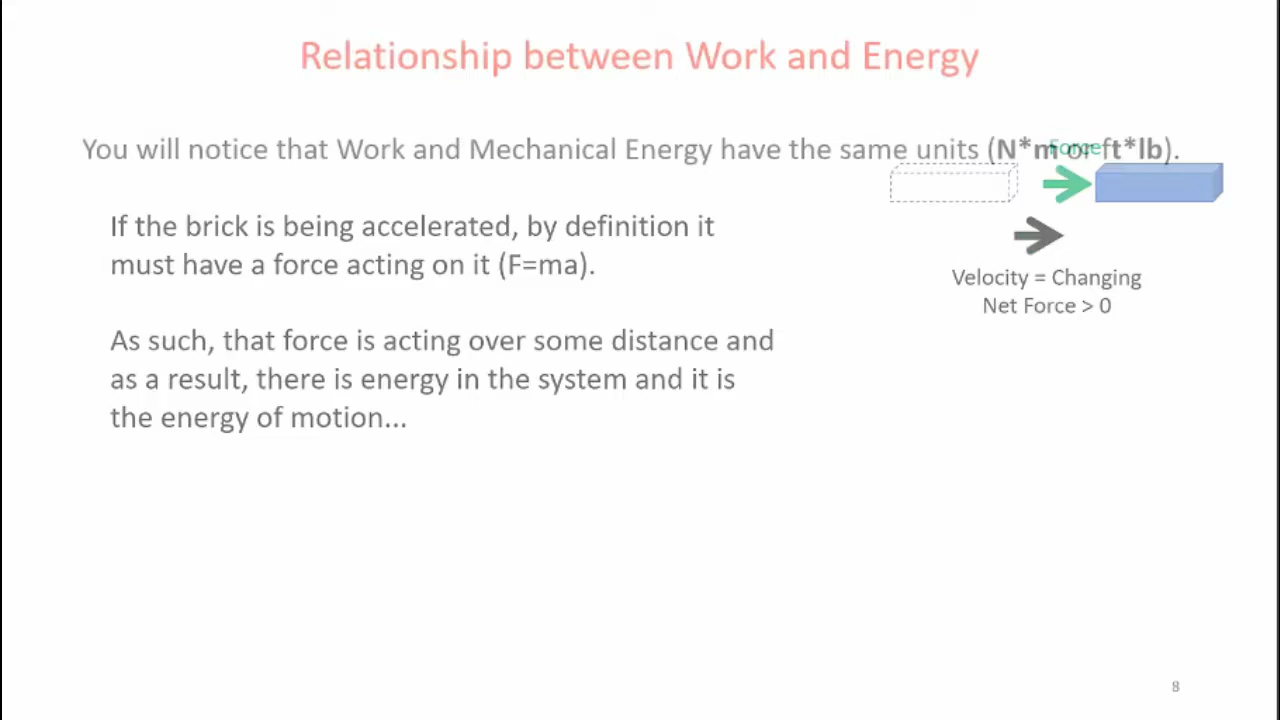 Relationship between Work and Energy
You will notice that Work and Mechanical Energy have the same units (N*m or ft*lb).
Force
If the brick is being accelerated, by definition it
must have a force acting on it (F=ma).
Velocity = Changing
Net Force > 0
As such, that force is acting over some distance and
as a result, there is energy in the system and it is
the energy of motion...
8